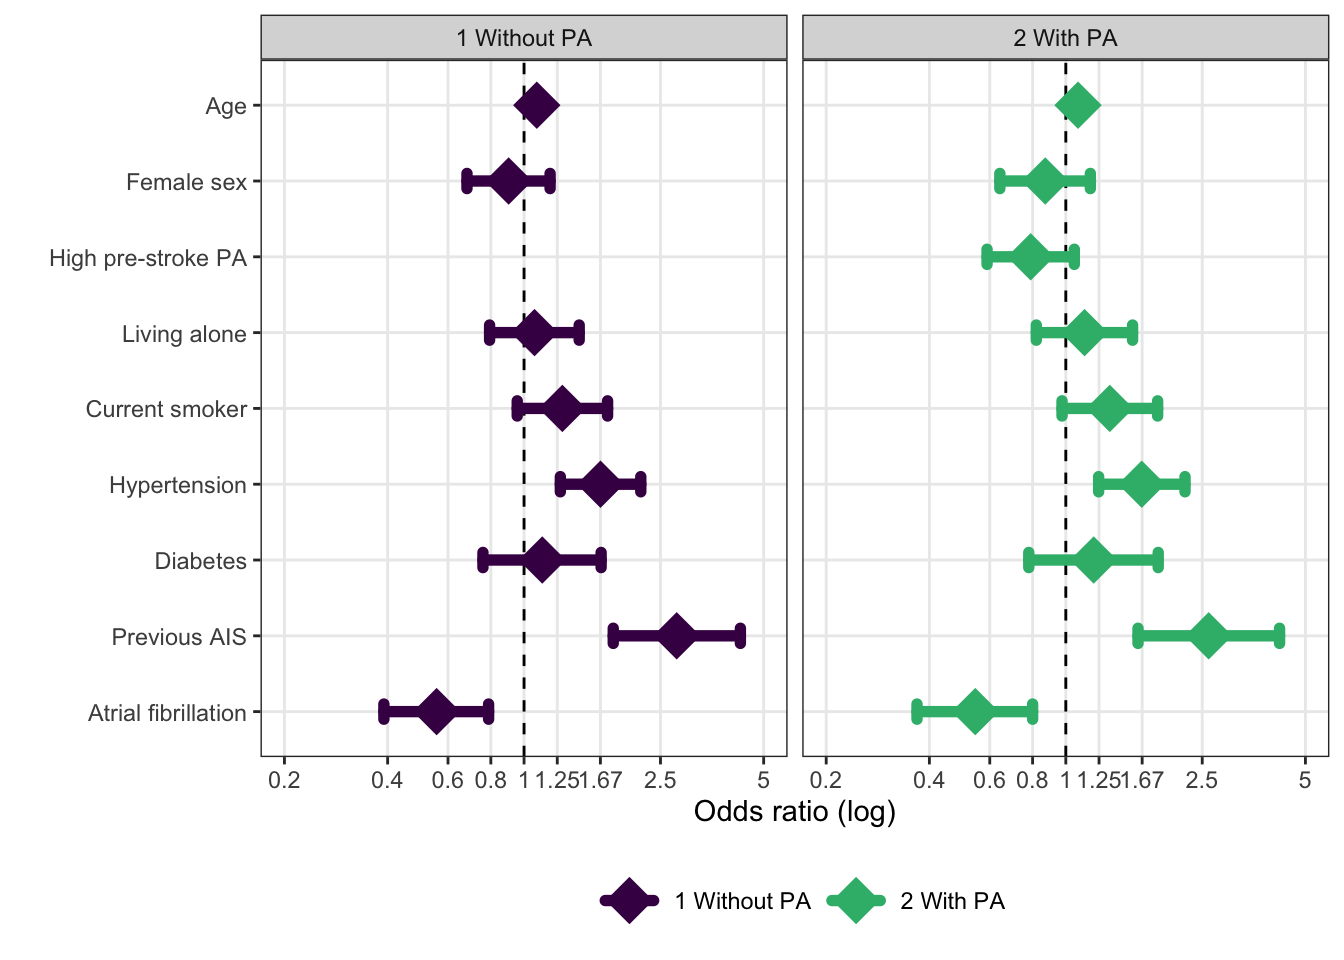 1 Without PA
2 With PA
Age
Female sex
High pre-stroke PA
Living alone
Current smoker
Hypertension
Diabetes
Previous AIS
Atrial fibrillation
0.2 0.4 0.6 0.8 1 1.25 1.67 2.5 5
0.2 0.4 0.6 0.8 1 1.25 1.67 2.5 5
Odds ratio (log)
1 Without PA
2 With PA